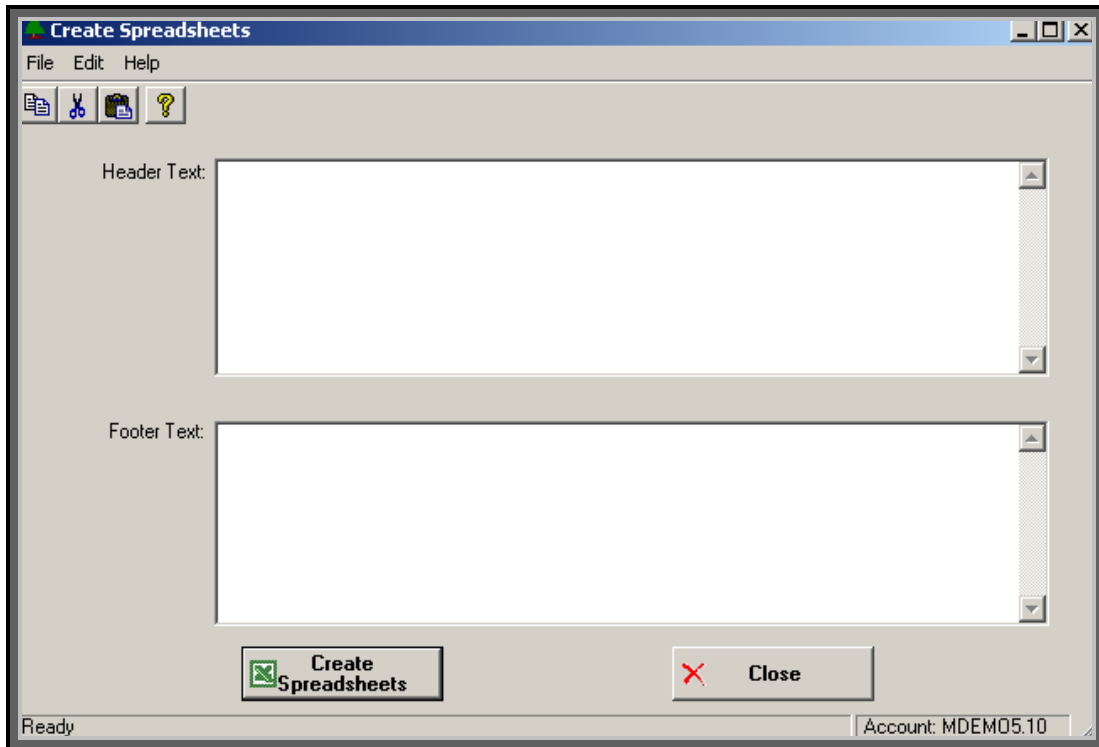 Create Spreadsheets
File Edit Help
Header Text:
Footer Text:
Create
Spreadsheets
Close
Ready
Account: MDEMO5.10